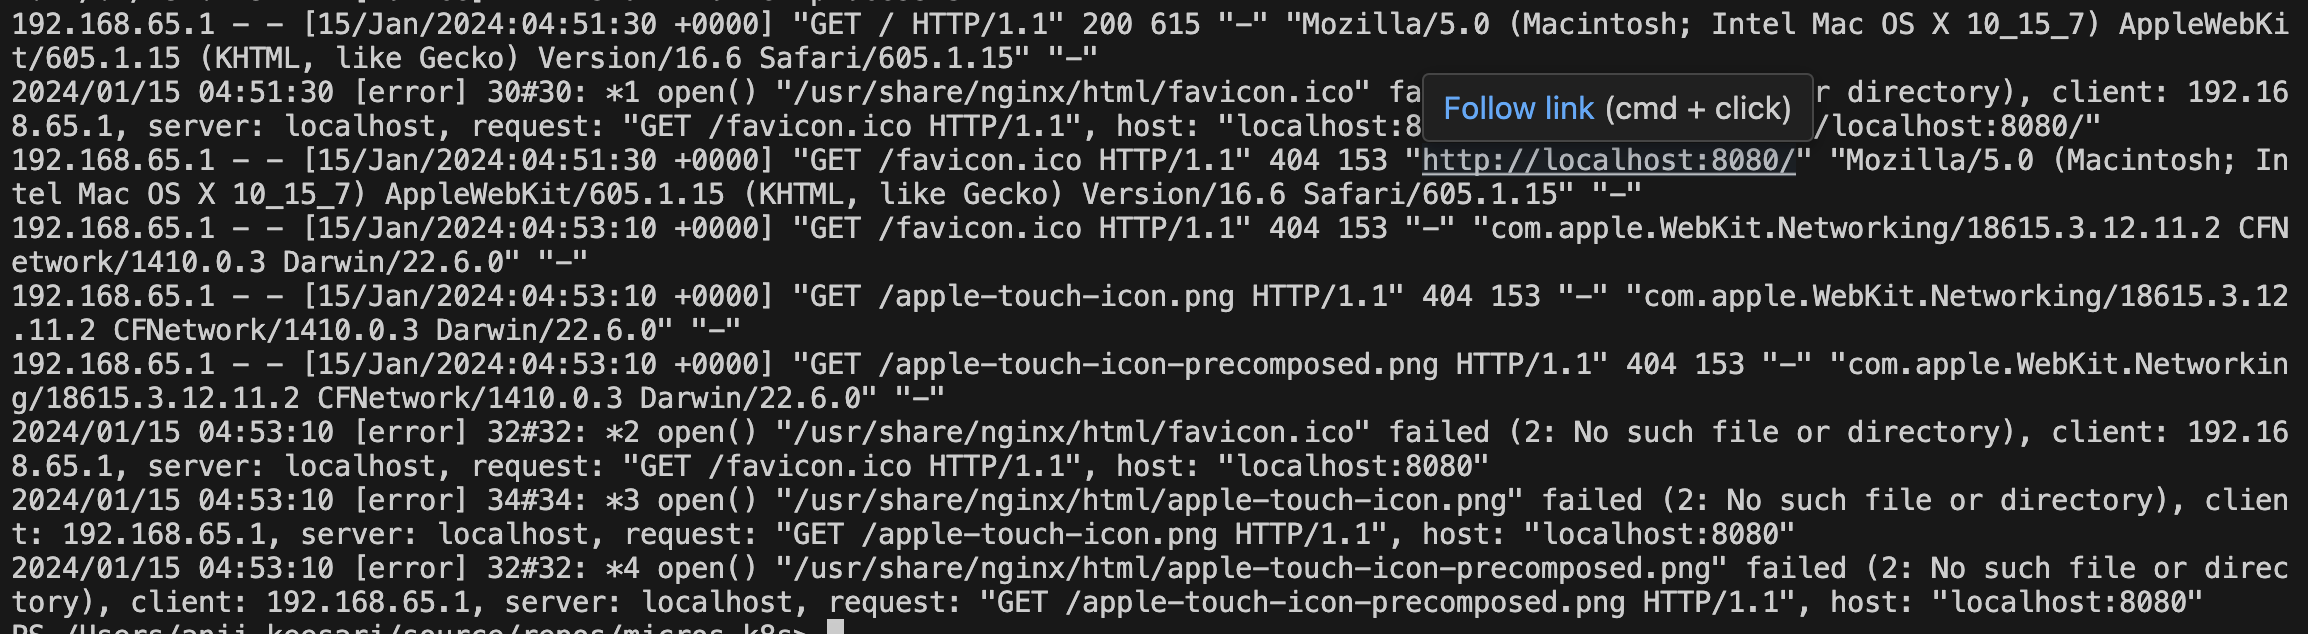 192.168.65.1 - - [15/Jan/2024:04:51:30 +0000] "GET / HTTP/1.1" 200 615 "-" "Mozilla/5.0 (Macintosh; Intel Mac OS X 10_15_7) AppleWebKi
t/605.1.15 (KHTML, like Gecko) Version/16.6 Safari/605.1.15" "-"
2024/01/15 04:51:30 [error] 30#30: *1 open() "/usr/share/nginx/html/favicon.ico" fa r directory), client: 192.16
Follow link (cmd + click)
8.65.1, server: localhost, request: "GET /favicon.ico HTTP/1.1", host: "localhost:8 /localhost:8080/"
192.168.65.1 - - [15/Jan/2024:04:51:30 +0000] "GET /favicon.ico HTTP/1.1" 404 153 "http://localhost:8080/" "Mozilla/5.0 (Macintosh; In
tel Mac OS X 10_15_7) AppleWebKit/605.1.15 (KHTML, like Gecko) Version/16.6 Safari/605.1.15" "-"
192.168.65.1 - - [15/Jan/2024:04:53:10 +0000] "GET /favicon.ico HTTP/1.1" 404 153 "-" "com.apple.WebKit.Networking/18615.3.12.11.2 CFN
etwork/1410.0.3 Darwin/22.6.0" "-"
192.168.65.1 - - [15/Jan/2024:04:53:10 +0000] "GET /apple-touch-icon.png HTTP/1.1" 404 153 "-" "com.apple.WebKit.Networking/18615.3.12
.11.2 CFNetwork/1410.0.3 Darwin/22.6.0" "-"
192.168.65.1 - - [15/Jan/2024:04:53:10 +0000] "GET /apple-touch-icon-precomposed.png HTTP/1.1" 404 153 "-" "com.apple.WebKit.Networkin
g/18615.3.12.11.2 CFNetwork/1410.0.3 Darwin/22.6.0" "-"
2024/01/15 04:53:10 [error] 32#32: *2 open() "/usr/share/nginx/html/favicon.ico" failed (2: No such file or directory), client: 192.16
8.65.1, server: localhost, request: "GET /favicon.ico HTTP/1.1", host: "localhost:8080"
2024/01/15 04:53:10 [error] 34#34: *3 open() "/usr/share/nginx/html/apple-touch-icon.png" failed (2: No such file or directory), clien
t: 192.168.65.1, server: localhost, request: "GET /apple-touch-icon.png HTTP/1.1", host: "localhost:8080"
2024/01/15 04:53:10 [error] 32#32: *4 open() "/usr/share/nginx/html/apple-touch-icon-precomposed.png" failed (2: No such file or direc
tory), client: 192.168.65.1, server: localhost, request: "GET /apple-touch-icon-precomposed.png HTTP/1.1", host: "localhost:8080"